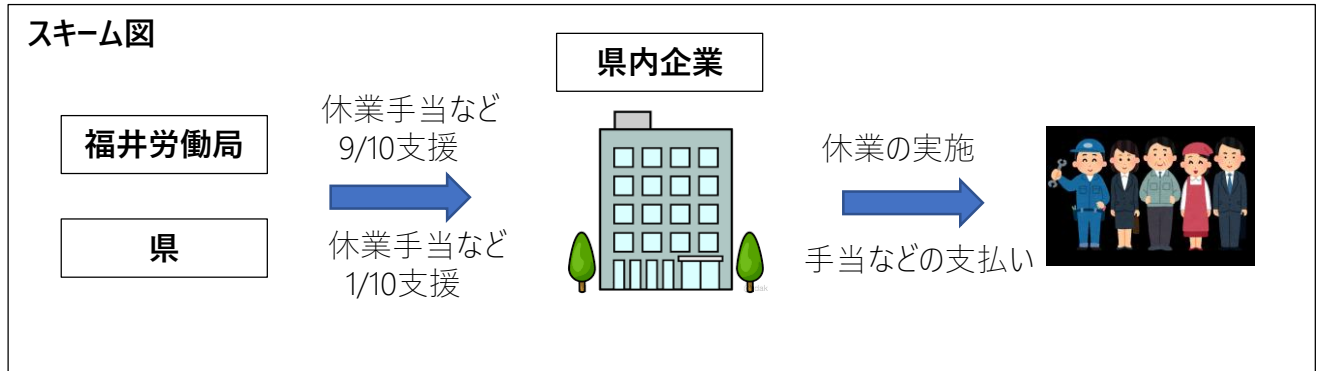 スキーム図
県内企業
福井労働局
休業手当など
9/10支援
県
休業手当など
1/10支援
休業の実施
手当などの支払い